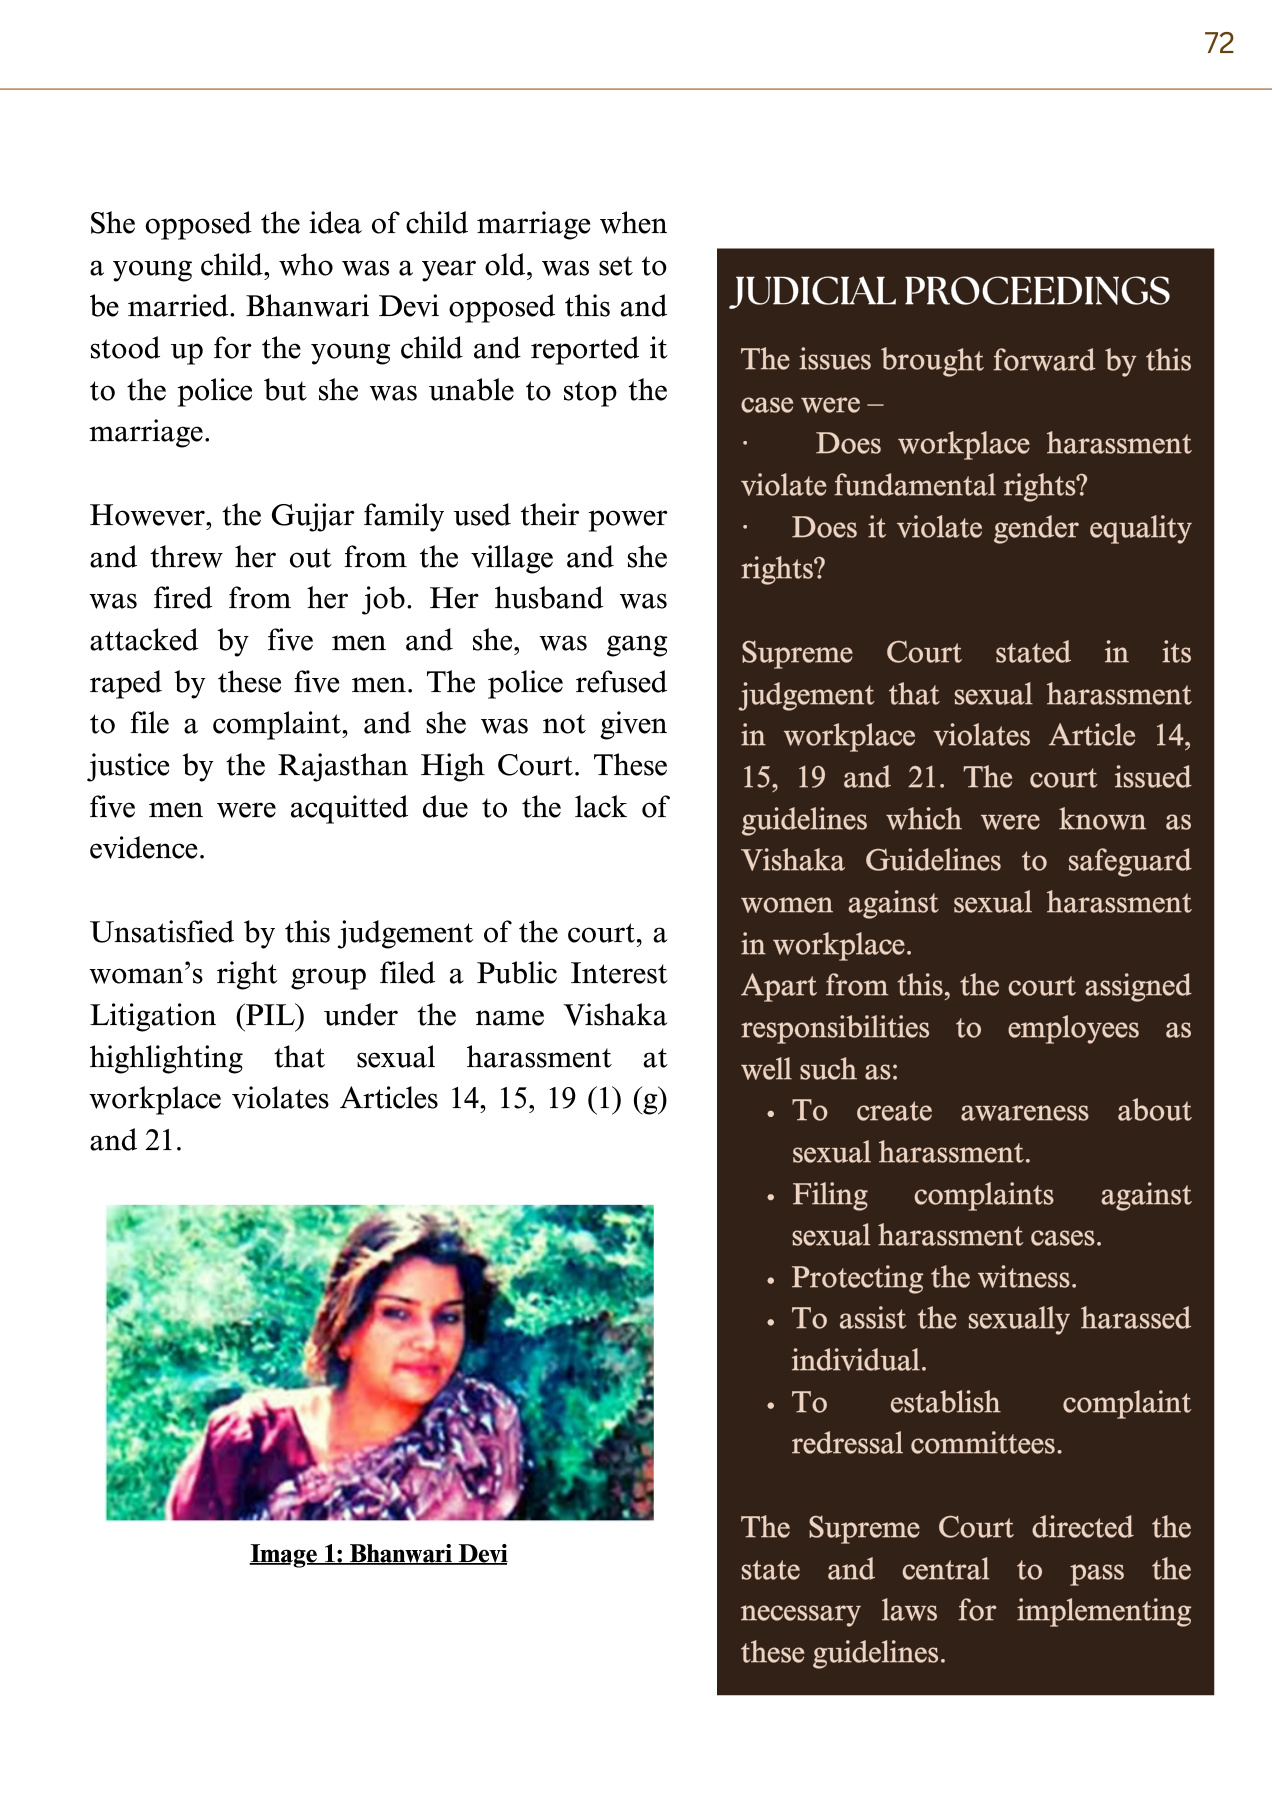 72
She opposed the idea of child marriage when
a young child, who was a year old, was set to
be married. Bhanwari Devi opposed this and
stood up for the young child and reported it
to the police but she was unable to stop the
marriage.
However, the Gujjar family used their power
and threw her out from the village and she
was fired from her job. Her husband was
attacked by five men and she, was gang
raped by these five men. The police refused
to file a complaint, and she was not given
justice by the Rajasthan High Court. These
five men were acquitted due to the lack of
evidence.
Unsatisfied by this judgement of the court, a
woman’s right group filed a Public Interest
Litigation (PIL) under the name Vishaka
highlighting that sexual harassment at
workplace violates Articles 14, 15, 19 (1) (g)
and 21.
Image 1: Bhanwari Devi
JUDICIAL PROCEEDINGS
The issues brought forward by this
case were –
· Does workplace harassment
violate fundamental rights?
· Does it violate gender equality
rights?
Supreme Court stated in its
judgement that sexual harassment
in workplace violates Article 14,
15, 19 and 21. The court issued
guidelines which were known as
Vishaka Guidelines to safeguard
women against sexual harassment
in workplace.
Apart from this, the court assigned
responsibilities to employees as
well such as:
• To create awareness about
sexual harassment.
• Filing complaints against
sexual harassment cases.
• Protecting the witness.
• To assist the sexually harassed
individual.
• To establish complaint
redressal committees.
The Supreme Court directed the
state and central to pass the
necessary laws for implementing
these guidelines.